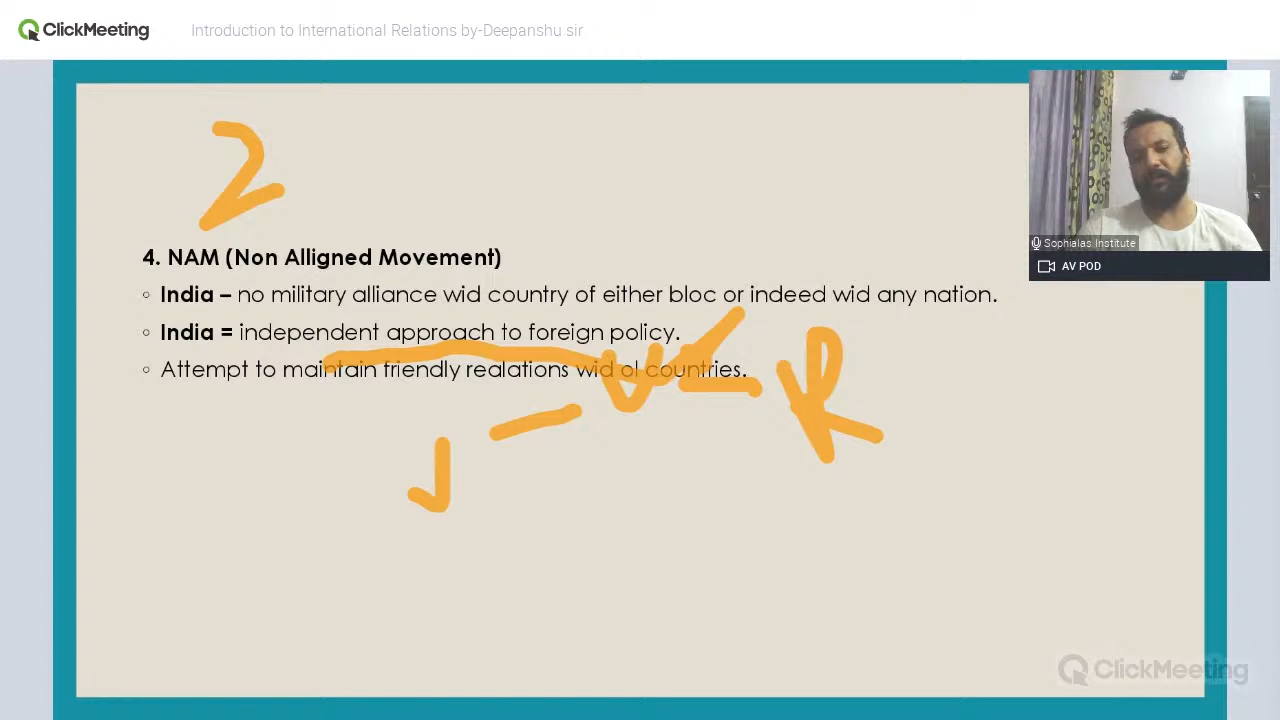 ClickMeeting
Introduction to International Relations by-Deepanshu sir
2
4. NAM (Non Alligned Movement)
◦ India – no military alliance wid country of either bloc or indeed wid any nation.
◦ India = independent approach to foreign policy.
◦ Attempt to maintain friendly realations wid ol countries.
R
J
SophiaIas Institute
AV POD
ClickMeeting